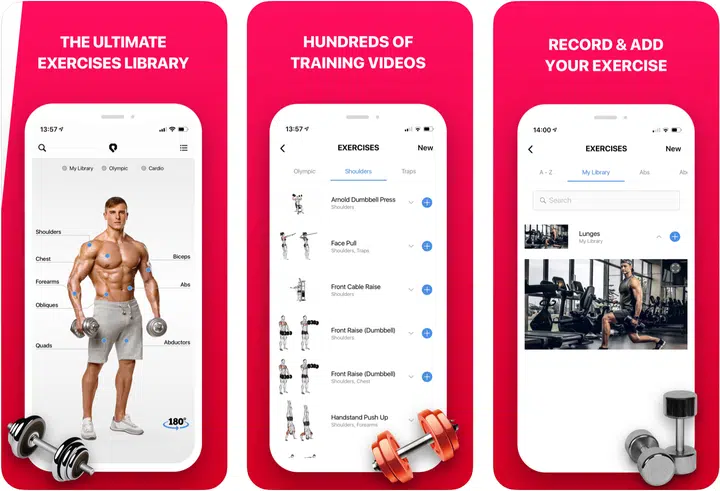 THE ULTIMATE
EXERCISES LIBRARY
13:57
My Library Olympic Cardio
Shoulders
Chest
Biceps
Forearms
Abs
Obliques
Quads
Abductors
180°
HUNDREDS OF
TRAINING VIDEOS
13:57
EXERCISES New
Olympic Shoulders Traps
Arnold Dumbbell Press
Shoulders
Face Pull
Shoulders, Traps
Front Cable Raise
Shoulders
Front Raise (Dumbbell)
Shoulders
Front Raise (Dumbbell)
Shoulders, Chest
Handstand Push Up
Shoulders, Forearms
RECORD & ADD
YOUR EXERCISE
14:00
EXERCISES New
A - Z My Library Abs Ab
Search
Lunges
My Library